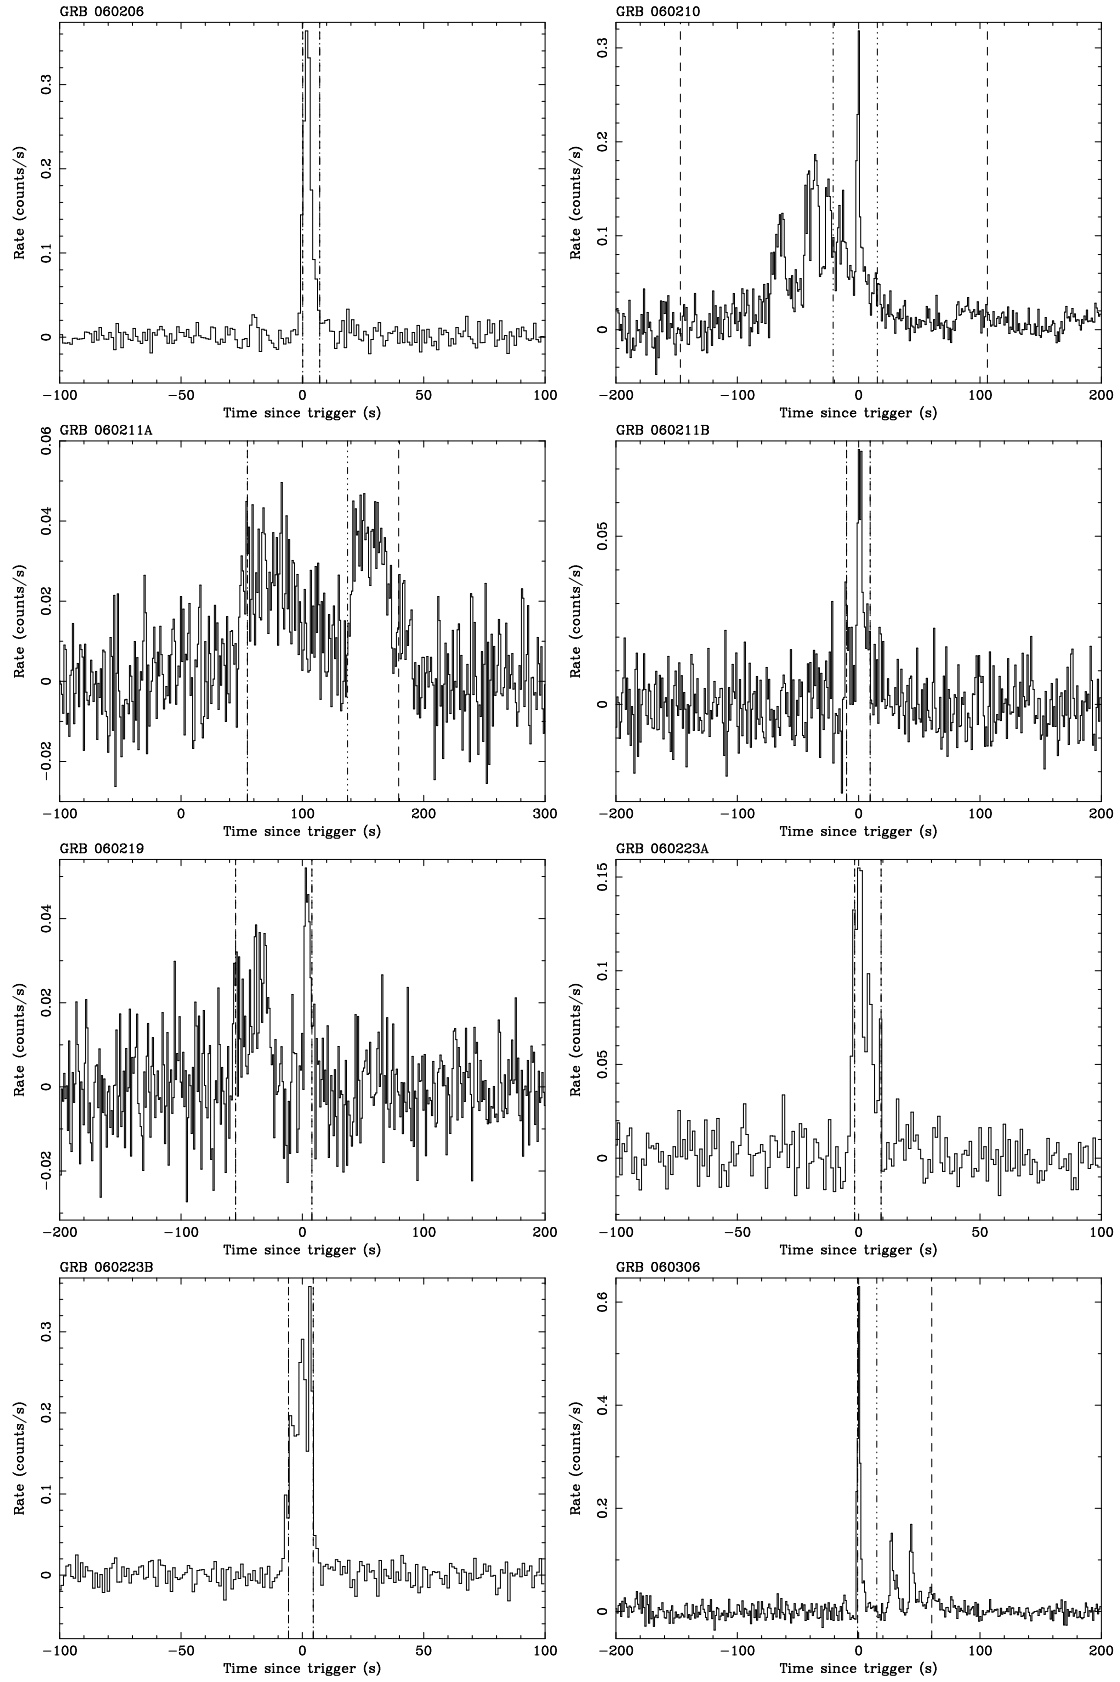 GRB 060206
0.3
0.2
0.1
0
Rate (counts/s)
−100 −50 0 50 100
Time since trigger (s)
GRB 060210
0.3
0.2
0.1
0
Rate (counts/s)
−200 −100 0 100 200
Time since trigger (s)
GRB 060211A
0.06
0.04
0.02
0
−0.02
Rate (counts/s)
−100 0 100 200 300
Time since trigger (s)
GRB 060211B
0.05
0
Rate (counts/s)
−200 −100 0 100 200
Time since trigger (s)
GRB 060219
0.04
0.02
0
−0.02
Rate (counts/s)
−200 −100 0 100 200
Time since trigger (s)
GRB 060223A
0.15
0.1
0.05
0
Rate (counts/s)
−100 −50 0 50 100
Time since trigger (s)
GRB 060223B
0.3
0.2
0.1
0
Rate (counts/s)
−100 −50 0 50 100
Time since trigger (s)
GRB 060306
0.6
0.4
0.2
0
Rate (counts/s)
−200 −100 0 100 200
Time since trigger (s)